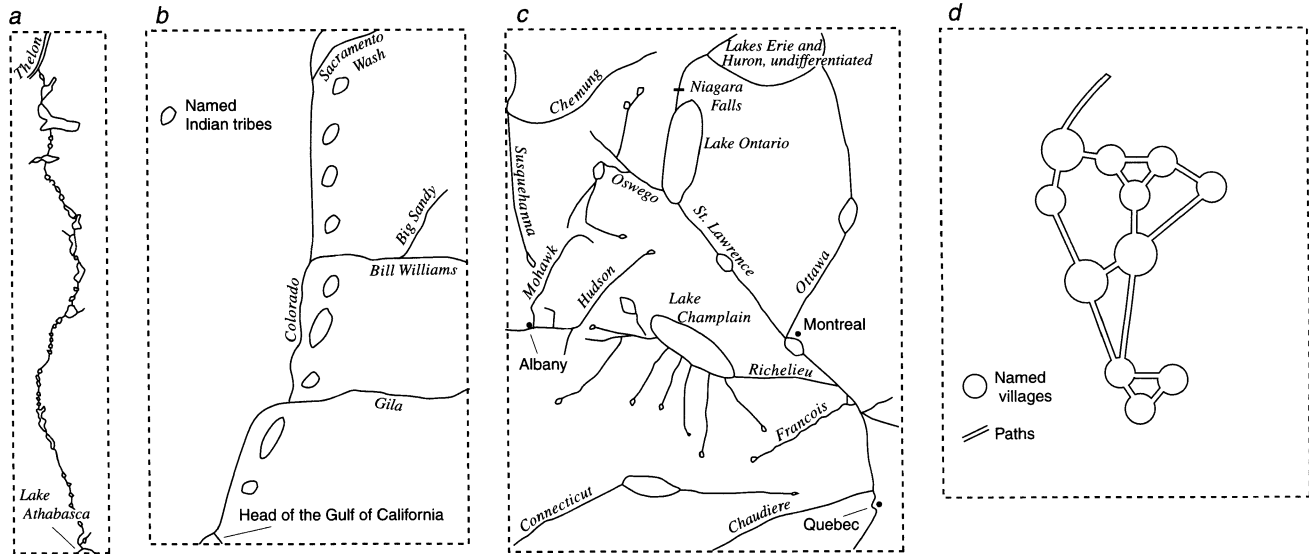 a
Thelon
Lake
Athabasca
b
Sacramento
Wash
Named
Indian tribes
Big Sandy
Bill Williams
Colorado
Gila
Head of the Gulf of California
c
Lakes Erie and
Huron, undifferentiated
Chemung
Niagara
Falls
Lake Ontario
Susquehanna
Oswego
St. Lawrence
Mohawk
Hudson
Ottawa
Lake
Champlain
Montreal
Albany
Richelieu
Francois
Connecticut
Chaudiere
Quebec
d
Named
villages
Paths